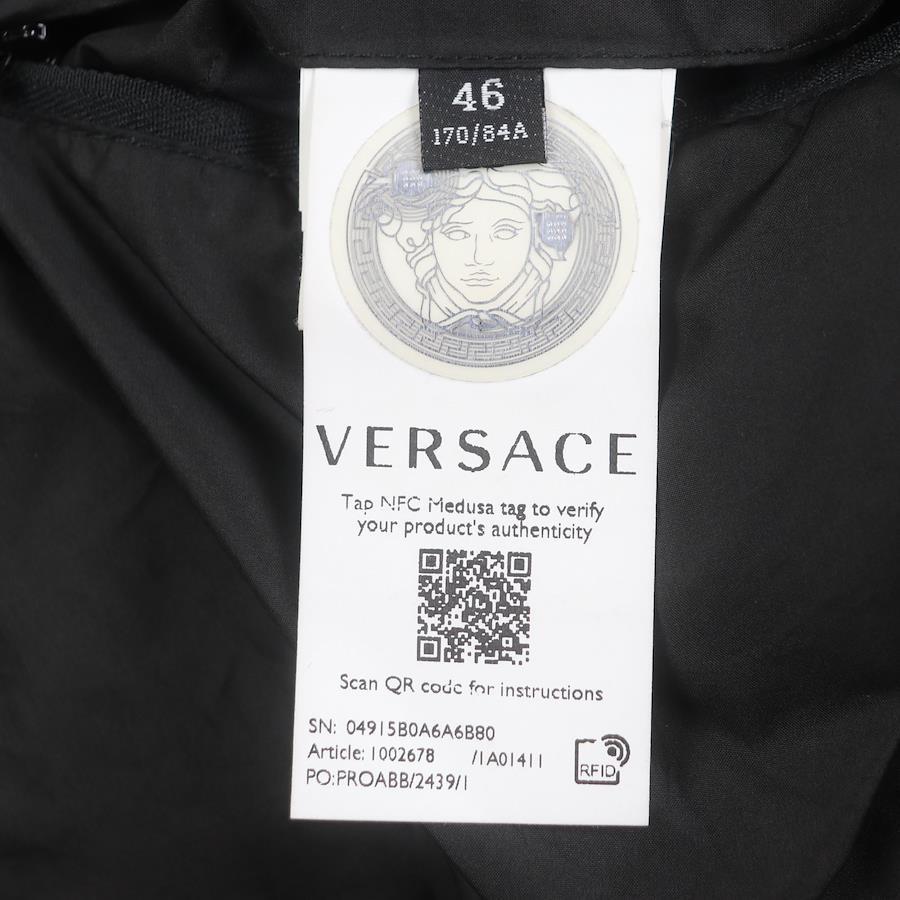 46
170/84A
VERSACE
Tap NFC Medusa tag to verify
your product's authenticity
Scan QR code for instructions
SN: 04915B0A6A6B80
Article: 1002678 /1A01411
PO:PROABB/2439/1
RFID